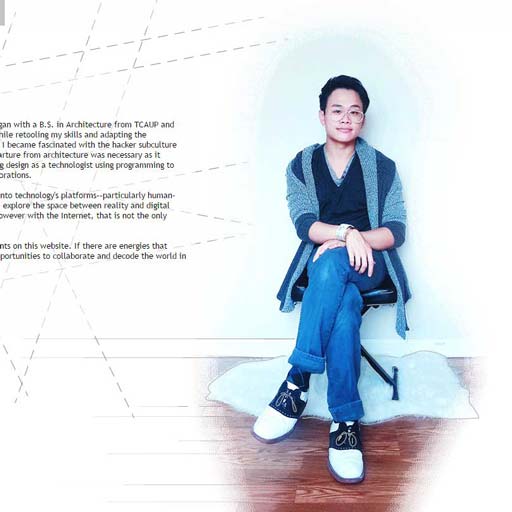 gan with a B.S. in Architecture from TCAUP and
hile retooling my skills and adapting the
I became fascinated with the hacker subculture
arture from architecture was necessary as it
g design as a technologist using programming to
orations.
nto technology's platforms--particularly human-
explore the space between reality and digital
owever with the Internet, that is not the only
nts on this website. If there are energies that
portunities to collaborate and decode the world in